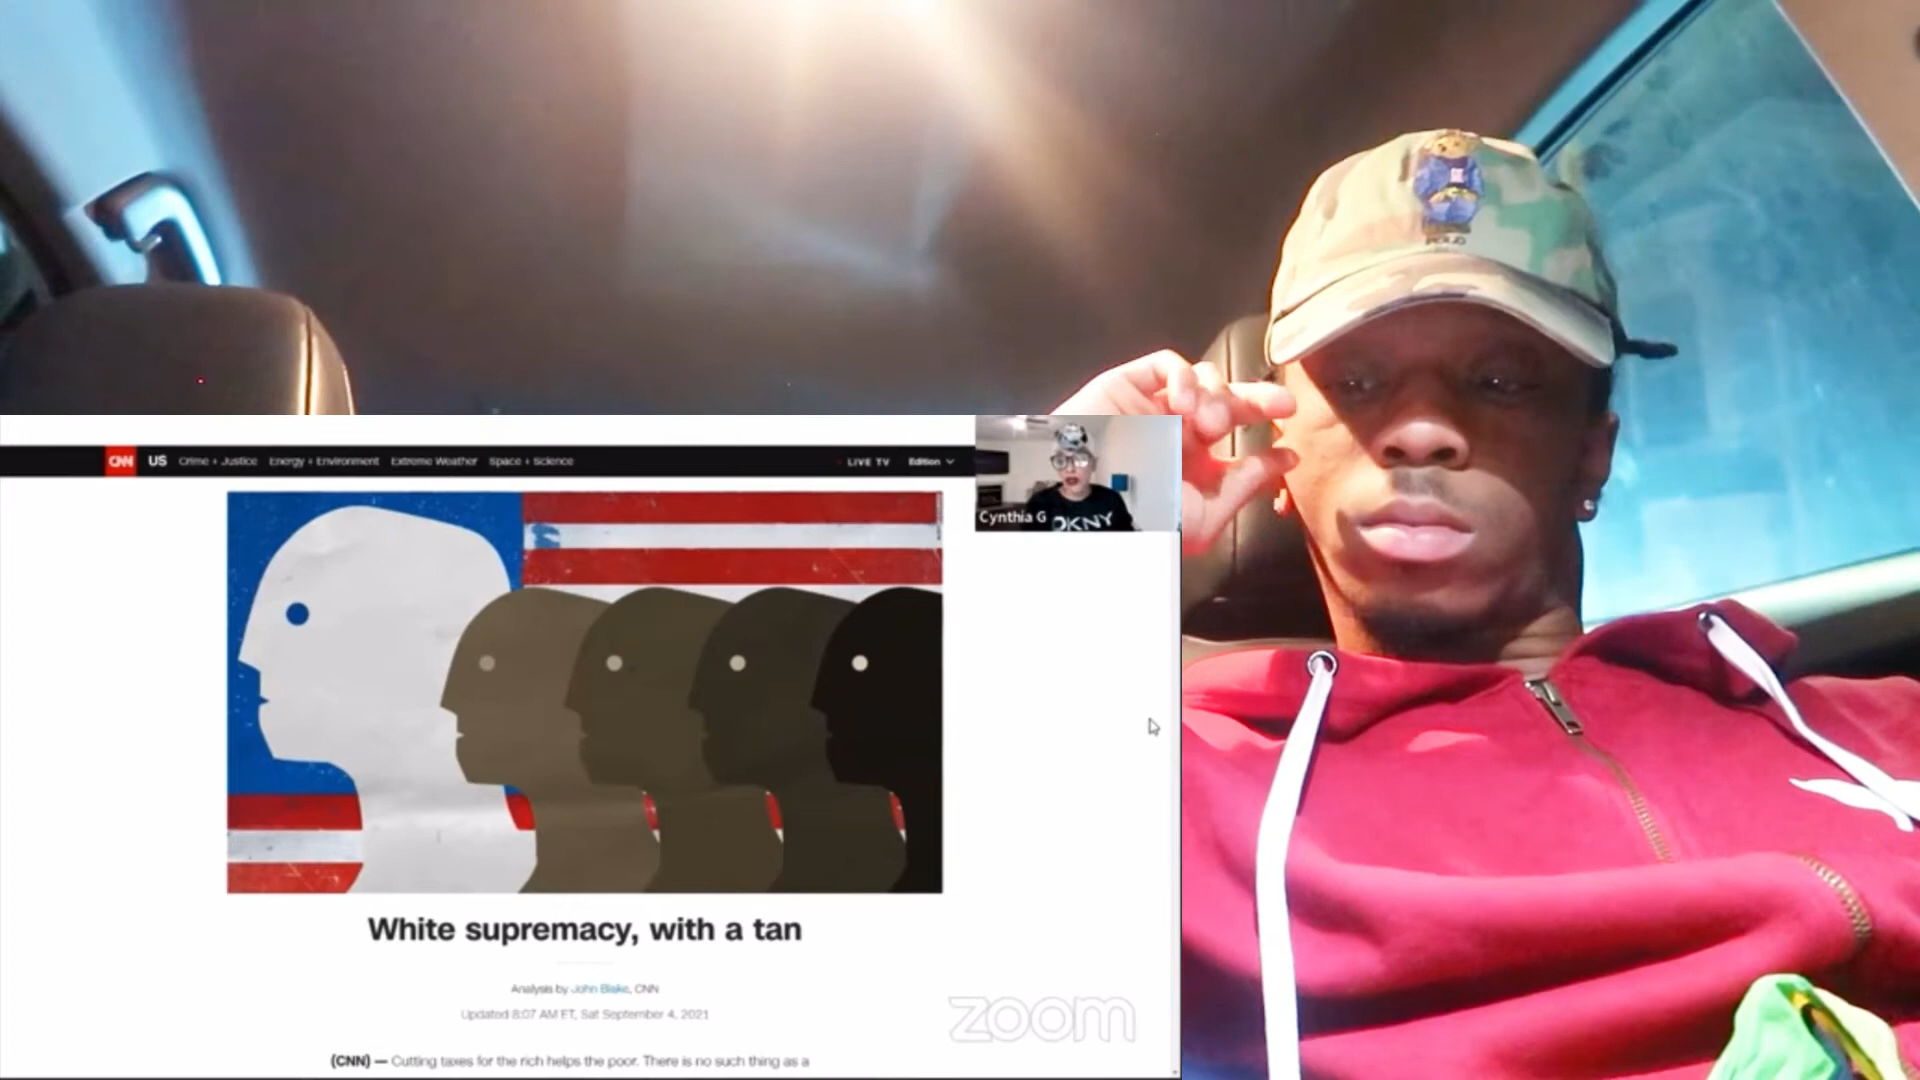 POLO
CNN US Crime + Justice Energy + Environment Extreme Weather Space + Science LIVE TV Edition
Cynthia G
DKNY
White supremacy, with a tan
Analysis by John Blake, CNN
Updated 8:07 AM ET, Sat September 4, 2021
zoom
(CNN) — Cutting taxes for the rich helps the poor. There is no such thing as a